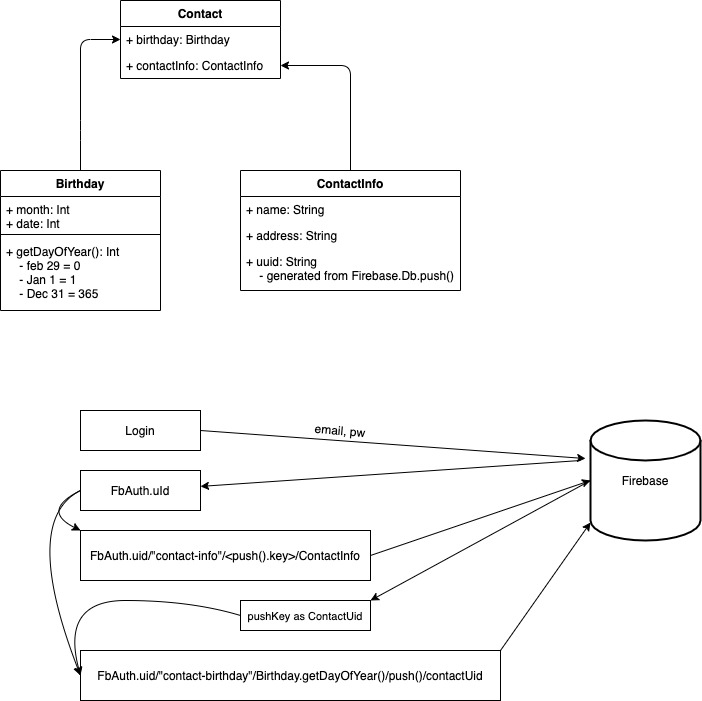 Contact
+ birthday: Birthday
+ contactInfo: ContactInfo
Birthday
+ month: Int
+ date: Int
+ getDayOfYear(): Int
- feb 29 = 0
- Jan 1 = 1
- Dec 31 = 365
ContactInfo
+ name: String
+ address: String
+ uuid: String
- generated from Firebase.Db.push()
Login
email, pw
Firebase
FbAuth.uId
FbAuth.uid/"contact-info"/<push().key>/ContactInfo
pushKey as ContactUid
FbAuth.uid/"contact-birthday"/Birthday.getDayOfYear()/push()/contactUid